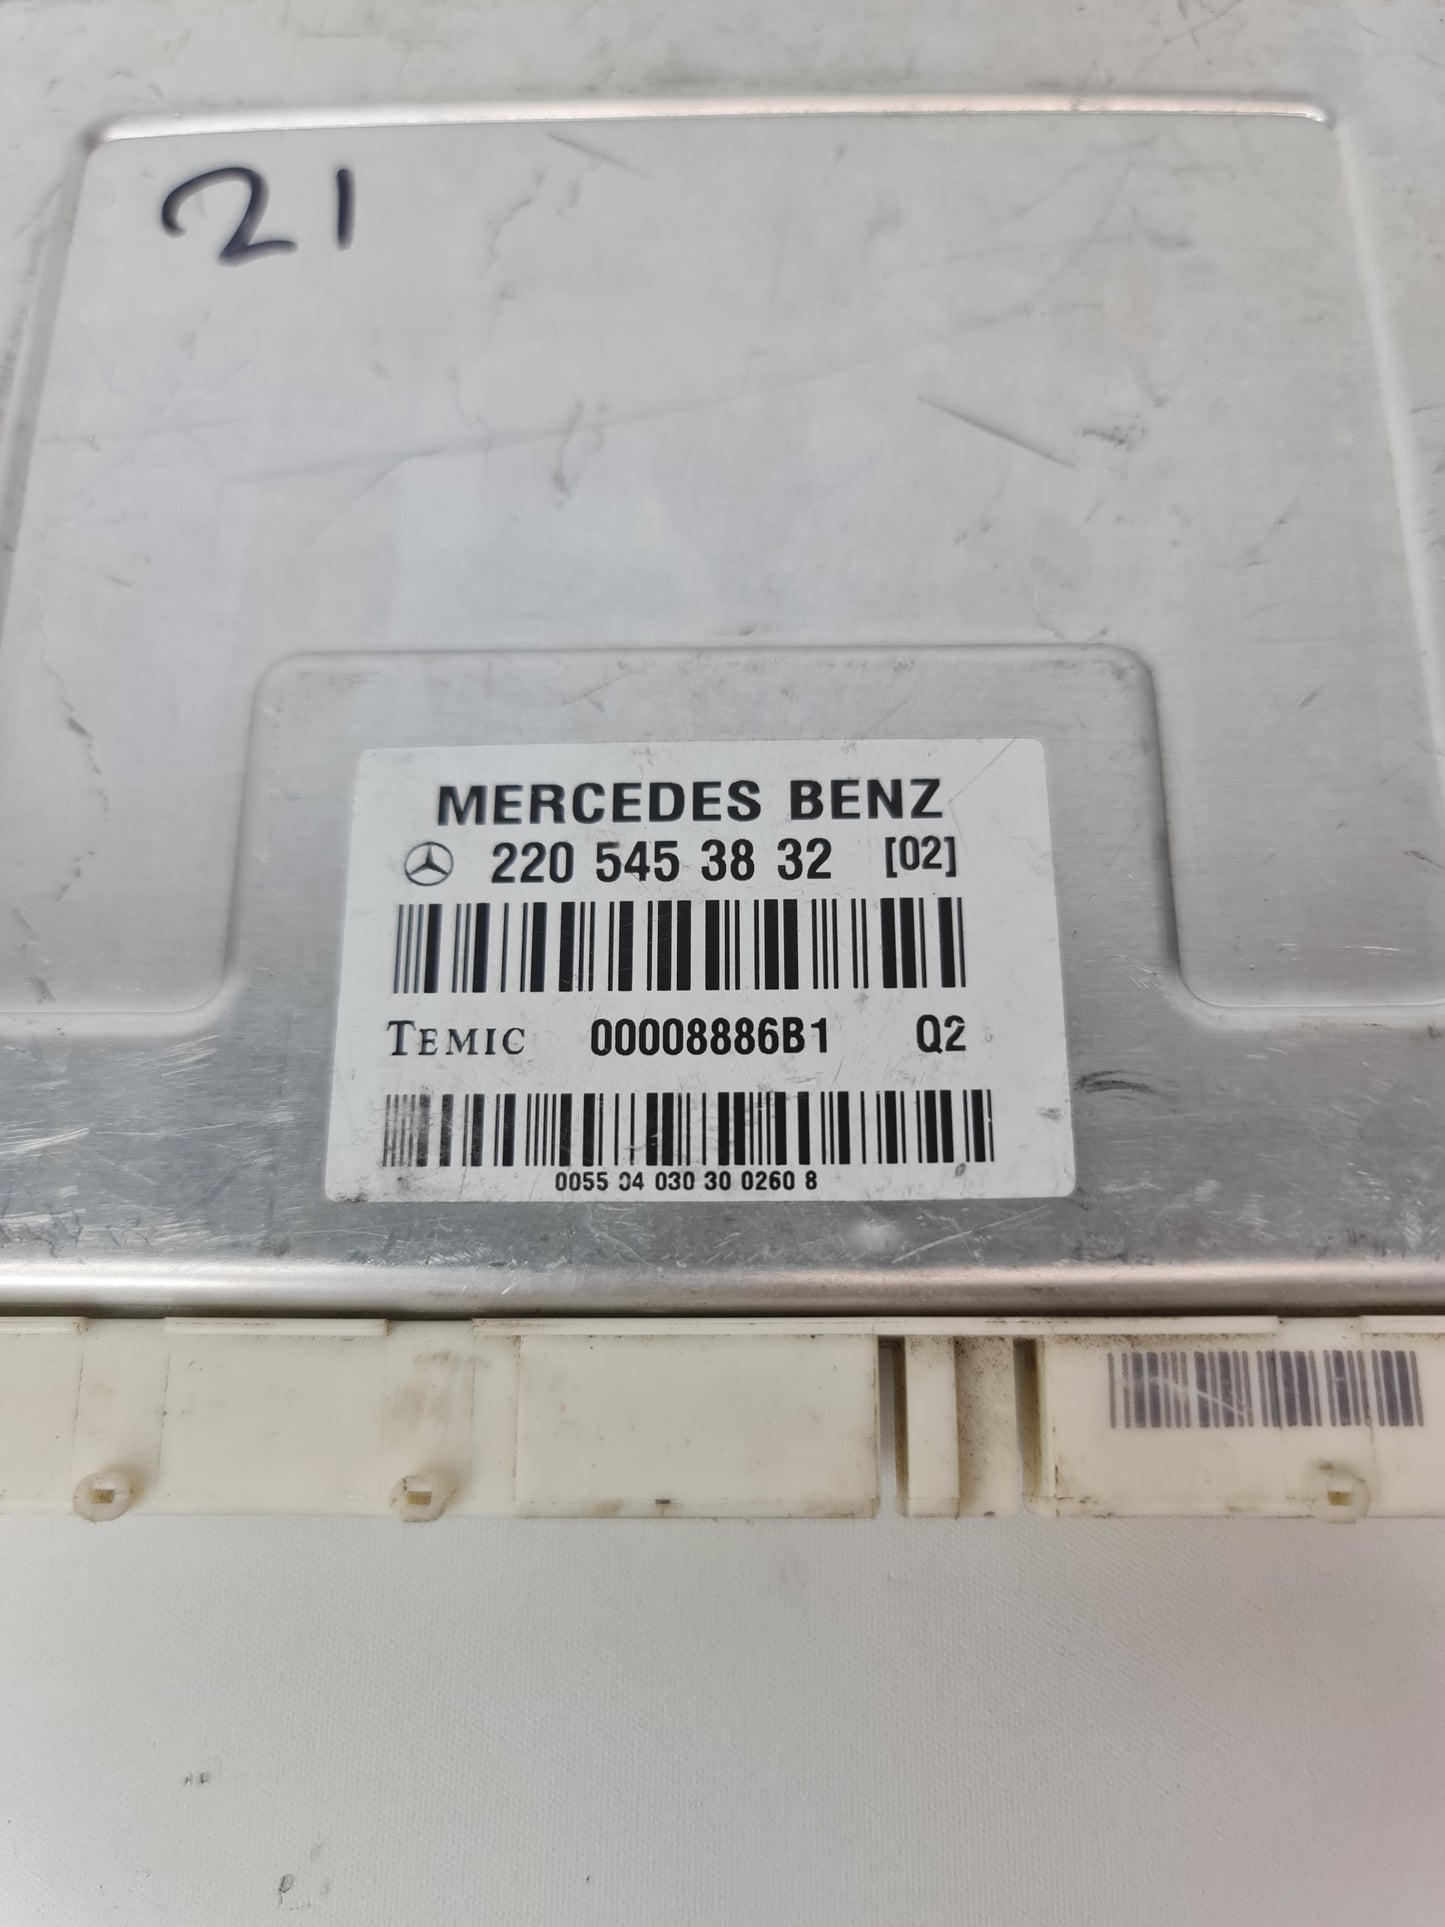 21
MERCEDES BENZ
220 545 38 32 [02]
TEMIC 00008886B1 Q2
0055 04 030 30 0260 8